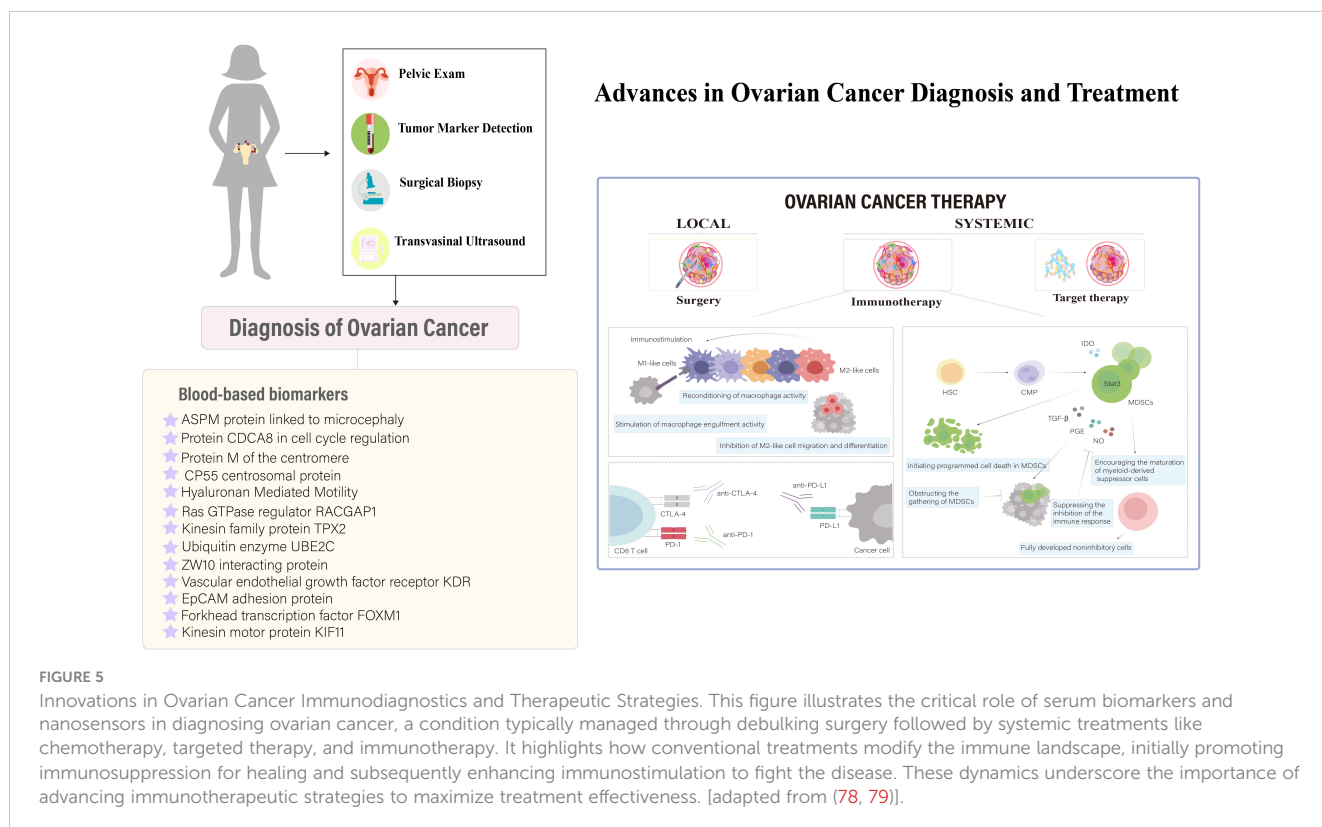 Pelvic Exam
Tumor Marker Detection
Surgical Biopsy
Transvasinal Ultrasound
Diagnosis of Ovarian Cancer
Blood-based biomarkers
ASPM protein linked to microcephaly
Protein CDCA8 in cell cycle regulation
Protein M of the centromere
CP55 centrosomal protein
Hyaluronan Mediated Motility
Ras GTPase regulator RACGAP1
Kinesin family protein TPX2
Ubiquitin enzyme UBE2C
ZW10 interacting protein
Vascular endothelial growth factor receptor KDR
EpCAM adhesion protein
Forkhead transcription factor FOXM1
Kinesin motor protein KIF11
Advances in Ovarian Cancer Diagnosis and Treatment
OVARIAN CANCER THERAPY
LOCAL
SYSTEMIC
Surgery
Immunotherapy
Target therapy
Immunostimulation
M1-like cells
M2-like cells
Reconditioning of macrophage activity
Stimulation of macrophage engulfment activity
Inhibition of M2-like cell migration and differentiation
anti-CTLA-4
CTLA-4
anti-PD-1
PD-1
CD8 T cell
anti-PD-L1
PD-L1
Cancer cell
IDO
HSC
CMP
Stat3
MDSCs
TGF-β
PGE
NO
Initiating programmed cell death in MDSCs
Encouraging the maturation
of myeloid-derived
suppressor cells
Obstructing the
gathering of MDSCs
Suppressing the
inhibition of the
immune response
Fully developed noninhibitory cells
FIGURE 5
Innovations in Ovarian Cancer Immunodiagnostics and Therapeutic Strategies. This figure illustrates the critical role of serum biomarkers and
nanosensors in diagnosing ovarian cancer, a condition typically managed through debulking surgery followed by systemic treatments like
chemotherapy, targeted therapy, and immunotherapy. It highlights how conventional treatments modify the immune landscape, initially promoting
immunosuppression for healing and subsequently enhancing immunostimulation to fight the disease. These dynamics underscore the importance of
advancing immunotherapeutic strategies to maximize treatment effectiveness. [adapted from (78, 79)].